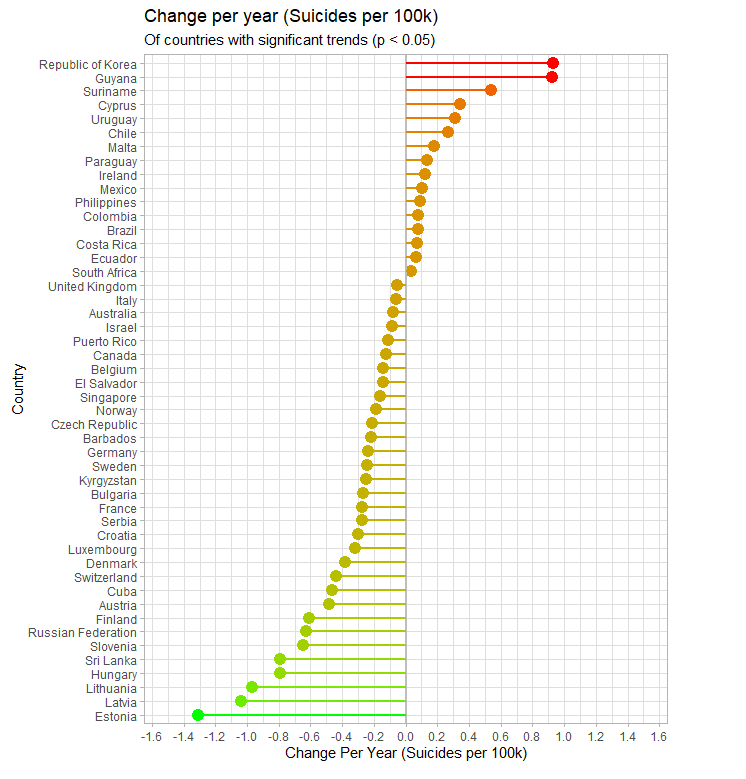 Change per year (Suicides per 100k)
Of countries with significant trends (p < 0.05)
Country
Republic of Korea
Guyana
Suriname
Cyprus
Uruguay
Chile
Malta
Paraguay
Ireland
Mexico
Philippines
Colombia
Brazil
Costa Rica
Ecuador
South Africa
United Kingdom
Italy
Australia
Israel
Puerto Rico
Canada
Belgium
El Salvador
Singapore
Norway
Czech Republic
Barbados
Germany
Sweden
Kyrgyzstan
Bulgaria
France
Serbia
Croatia
Luxembourg
Denmark
Switzerland
Cuba
Austria
Finland
Russian Federation
Slovenia
Sri Lanka
Hungary
Lithuania
Latvia
Estonia
-1.6 -1.4 -1.2 -1.0 -0.8 -0.6 -0.4 -0.2 0.0 0.2 0.4 0.6 0.8 1.0 1.2 1.4 1.6
Change Per Year (Suicides per 100k)